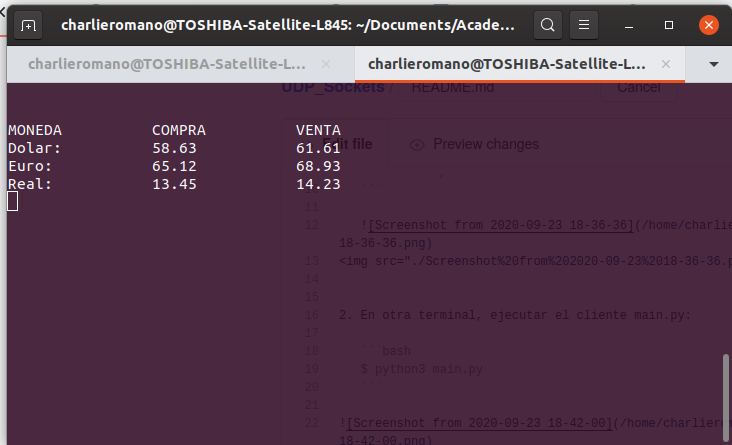 charlieromano@TOSHIBA-Satellite-L845: ~/Documents/Acade...
charlieromano@TOSHIBA-Satellite-L... × charlieromano@TOSHIBA-Satellite-L... ×
UDP_Sockets / README.md Cancel
MONEDA COMPRA VENTA
Dolar: 58.63 61.61
Edit file Preview changes
Euro: 65.12 68.93
Real: 13.45 14.23
11
12 ![Screenshot from 2020-09-23 18-36-36](/home/charlie
18-36-36.png)
13 <img src="./Screenshot%20from%202020-09-23%2018-36-36.p
14
15
16 2. En otra terminal, ejecutar el cliente main.py:
17
18 ```bash
19 $ python3 main.py
20 ```
21
22 ![Screenshot from 2020-09-23 18-42-00](/home/charlier
18-42-00.png)